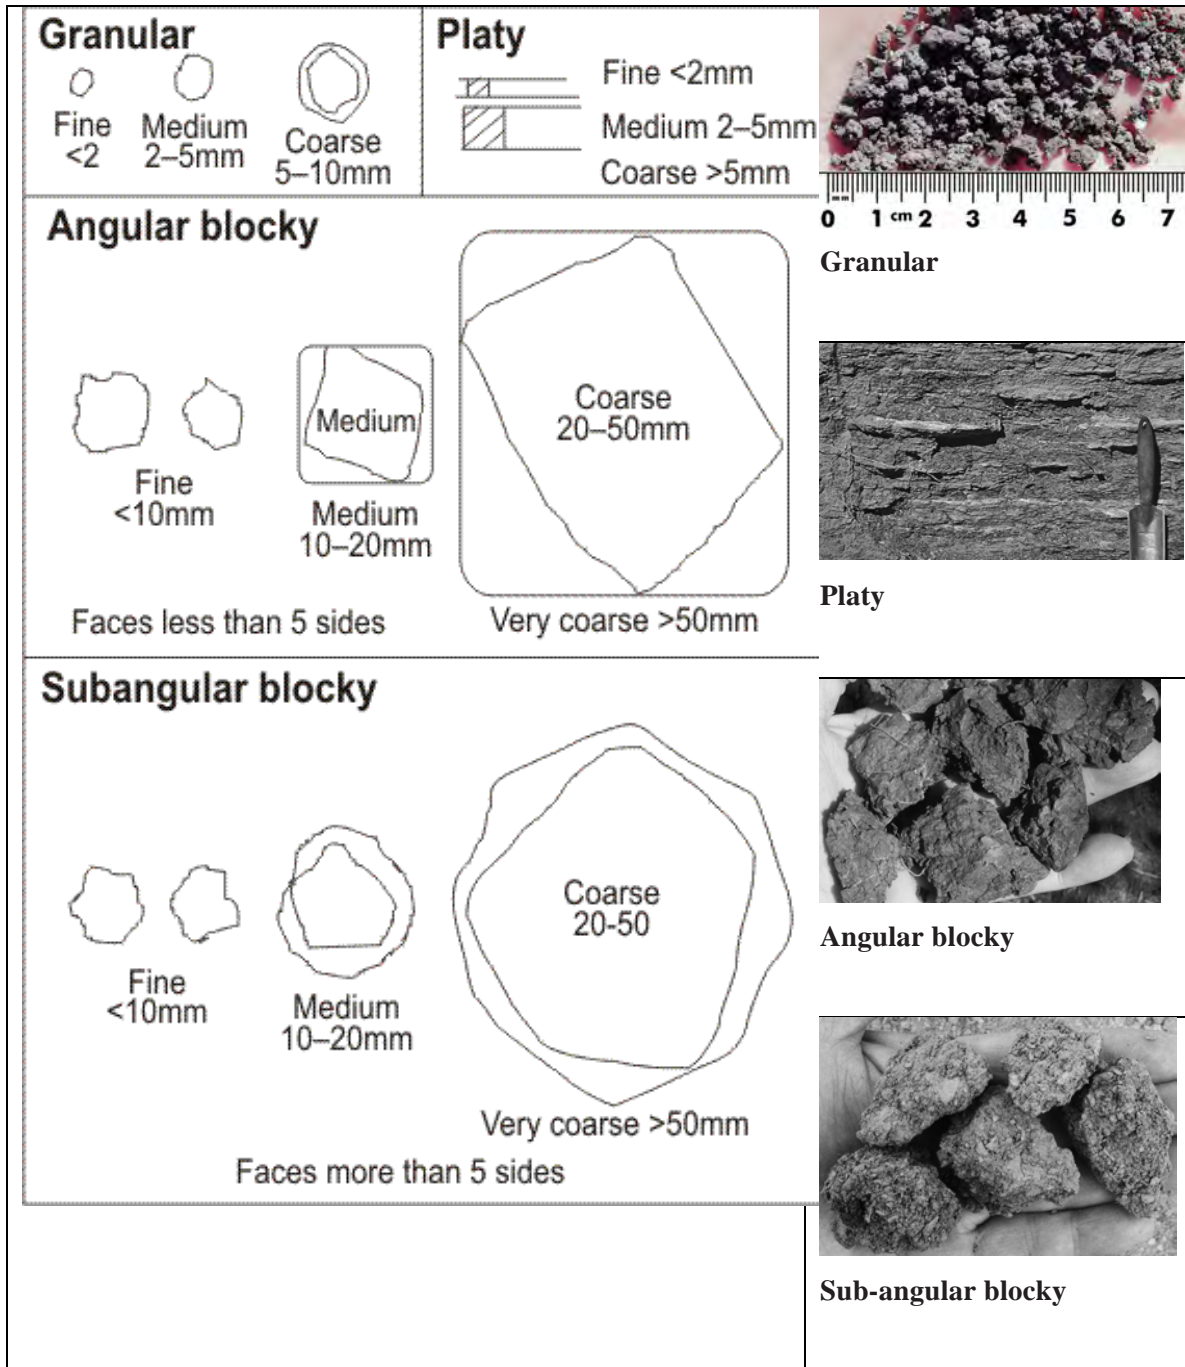 Granular
Fine
<2
Medium
2–5mm
Coarse
5–10mm
Platy
Fine <2mm
Medium 2–5mm
Coarse >5mm
0 1 cm 2 3 4 5 6 7
Granular
Angular blocky
Fine
<10mm
Medium
Medium
10–20mm
Coarse
20–50mm
Faces less than 5 sides
Very coarse >50mm
Platy
Subangular blocky
Fine
<10mm
Medium
10–20mm
Coarse
20-50
Very coarse >50mm
Faces more than 5 sides
Angular blocky
Sub-angular blocky